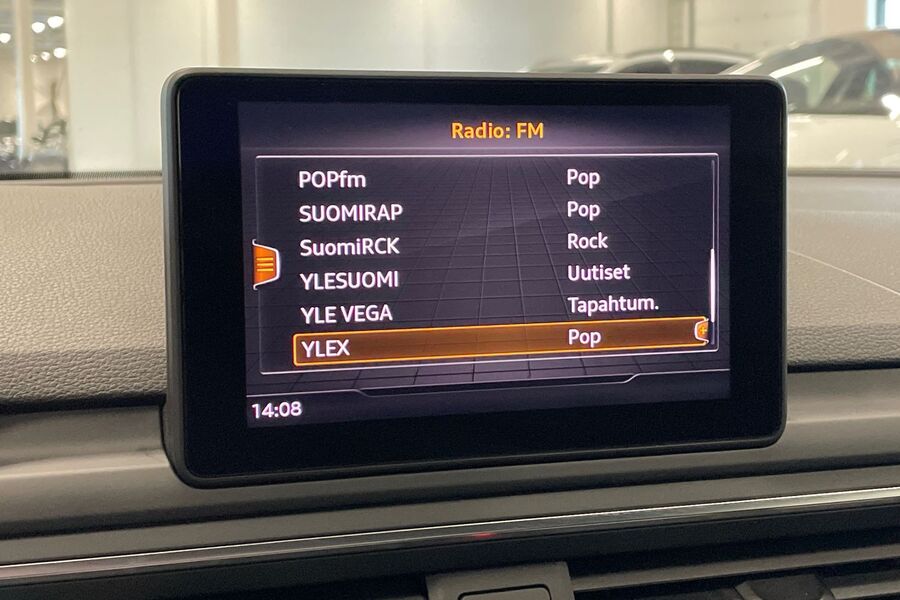 Radio: FM
POPfm Pop
SUOMIRAP Pop
SuomiRCK Rock
YLESUOMI Uutiset
YLE VEGA Tapahtum.
YLEX Pop
14:08